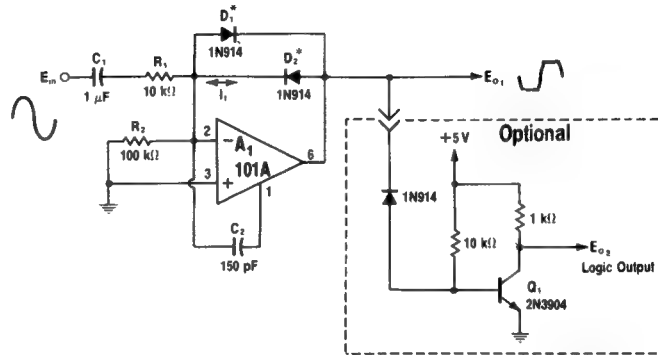 D₁*
1N914
D₂*
1N914
I₁
C₁
1 μF
R₁
10 kΩ
Eᵢₙ
R₂
100 kΩ
2
3
6
1
−
+
A₁
101A
C₂
150 pF
Eₒ₁
Optional
+5V
1N914
10 kΩ
1 kΩ
Eₒ₂
Logic Output
Q₁
2N3904